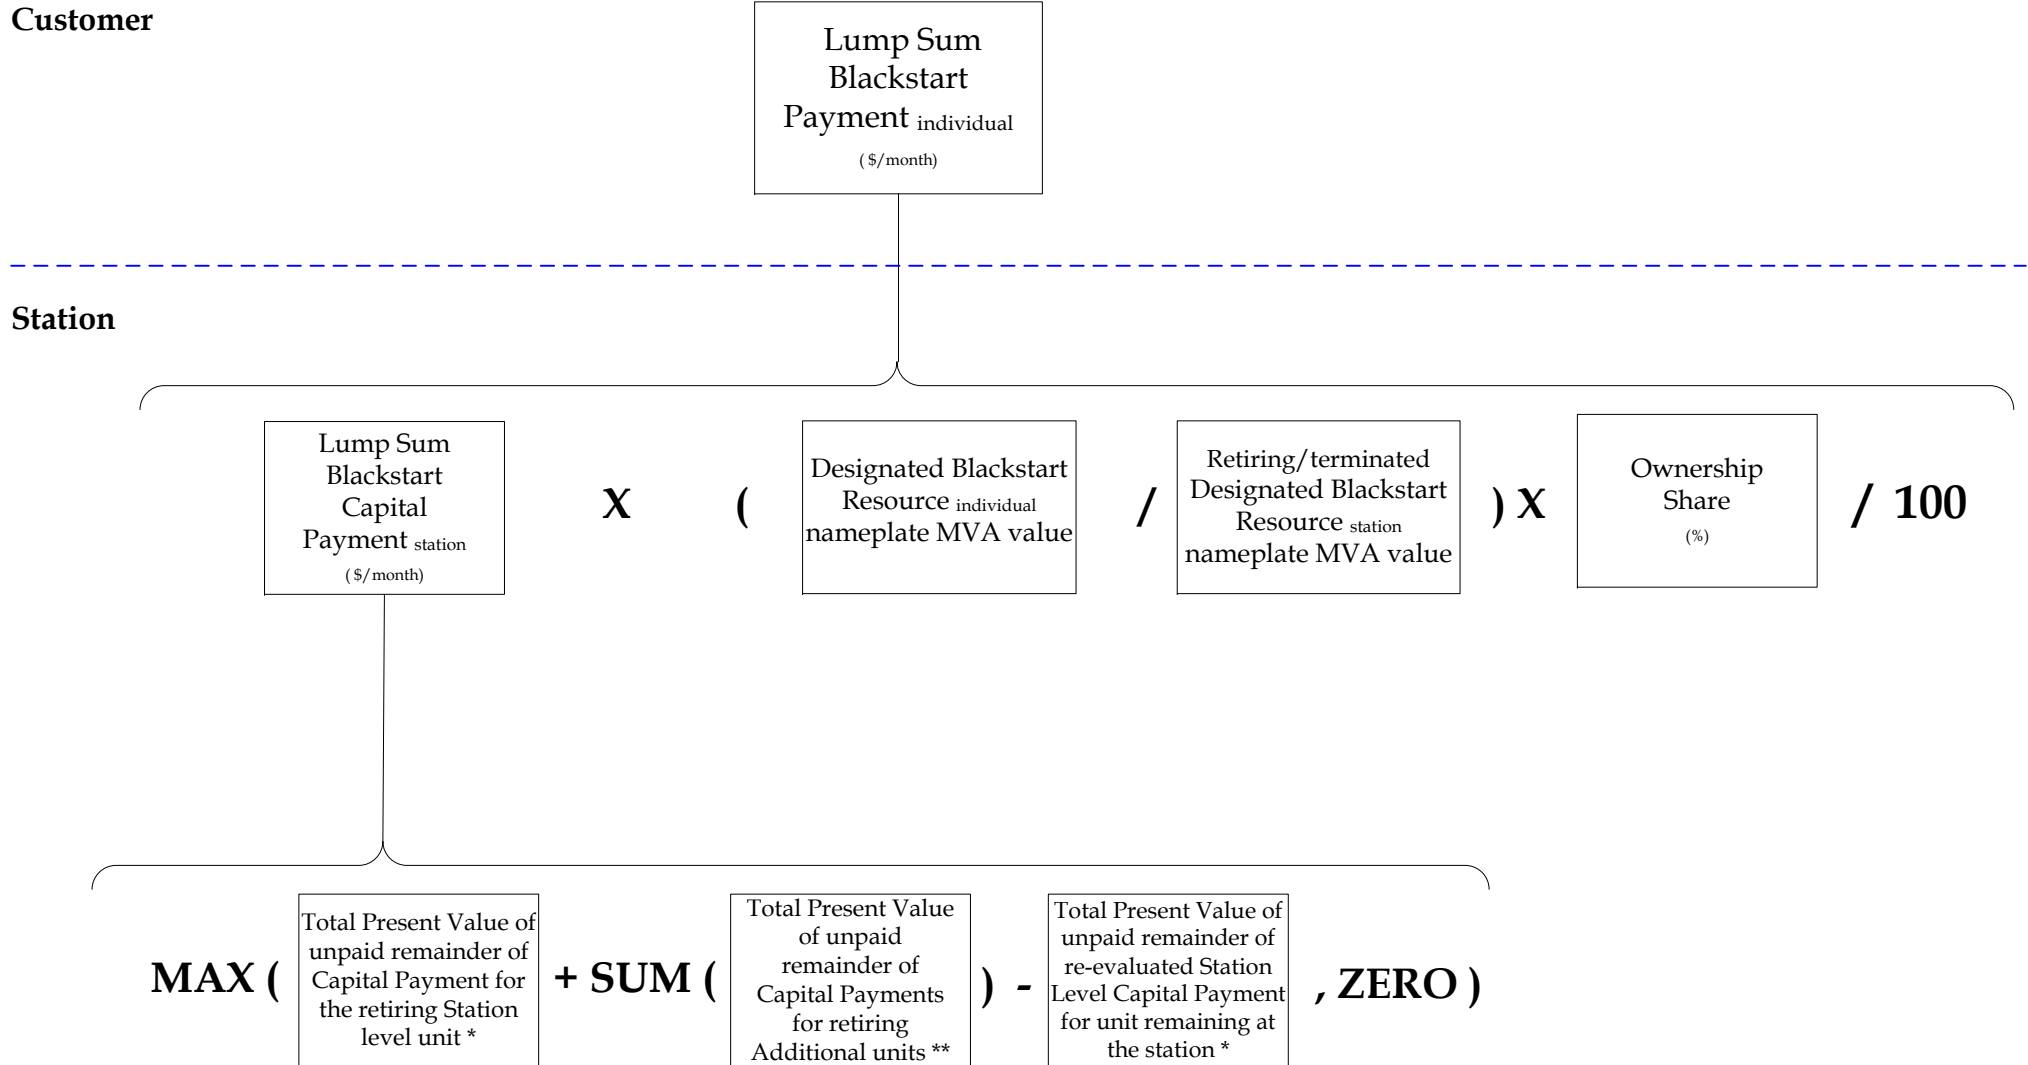 Customer
Lump Sum
Blackstart
Payment individual
( $/month)
Station
Lump Sum
Blackstart
Capital
Payment station
( $/month)
X
(
Designated Blackstart
Resource individual
nameplate MVA value
/
Retiring/terminated
Designated Blackstart
Resource station
nameplate MVA value
) X
Ownership
Share
(%)
/ 100
MAX (
Total Present Value of
unpaid remainder of
Capital Payment for
the retiring Station
level unit *
+ SUM (
Total Present Value
of unpaid
remainder of
Capital Payments
for retiring
Additional units **
) -
Total Present Value of
unpaid remainder of
re-evaluated Station
Level Capital Payment
for unit remaining at
the station *
, ZERO )